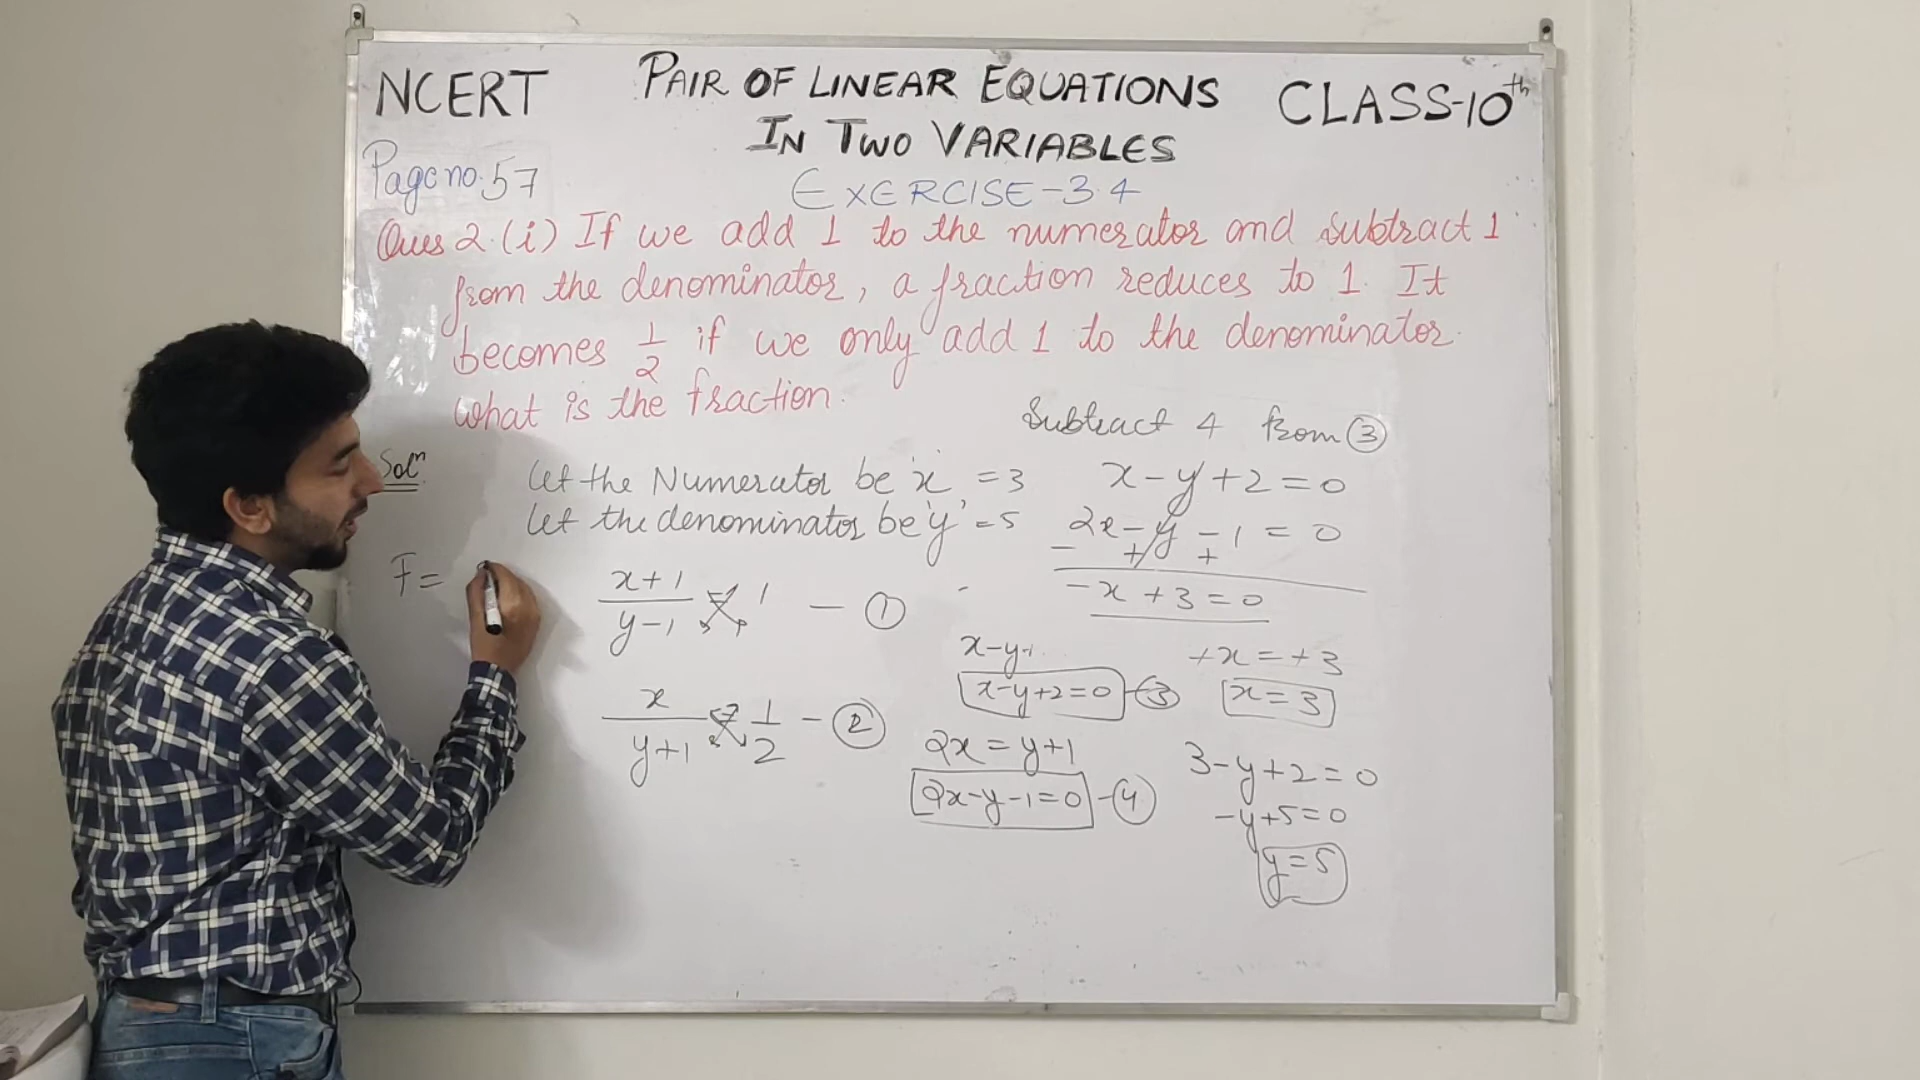 NCERT PAIR OF LINEAR EQUATIONS CLASS-10th
IN TWO VARIABLES
Page no. 57
EXERCISE-3.4
Ques 2.(i) If we add 1 to the numerator and subtract 1
from the denominator, a fraction reduces to 1. It
becomes 1/2 if we only add 1 to the denominator.
what is the fraction.
Soln
Let the Numerator be 'x' = 3
Let the denominator be 'y' = 5
F =
x+1/y-1 = 1 - ①
x/y+1 = 1/2 - ②
x-y+
x-y+2=0 - ③
2x = y+1
2x-y-1=0 - ④
Subtract 4 from ③
x-y+2=0
2x-y-1=0
- + +
-x+3=0
+x=+3
x=3
3-y+2=0
-y+5=0
y=5